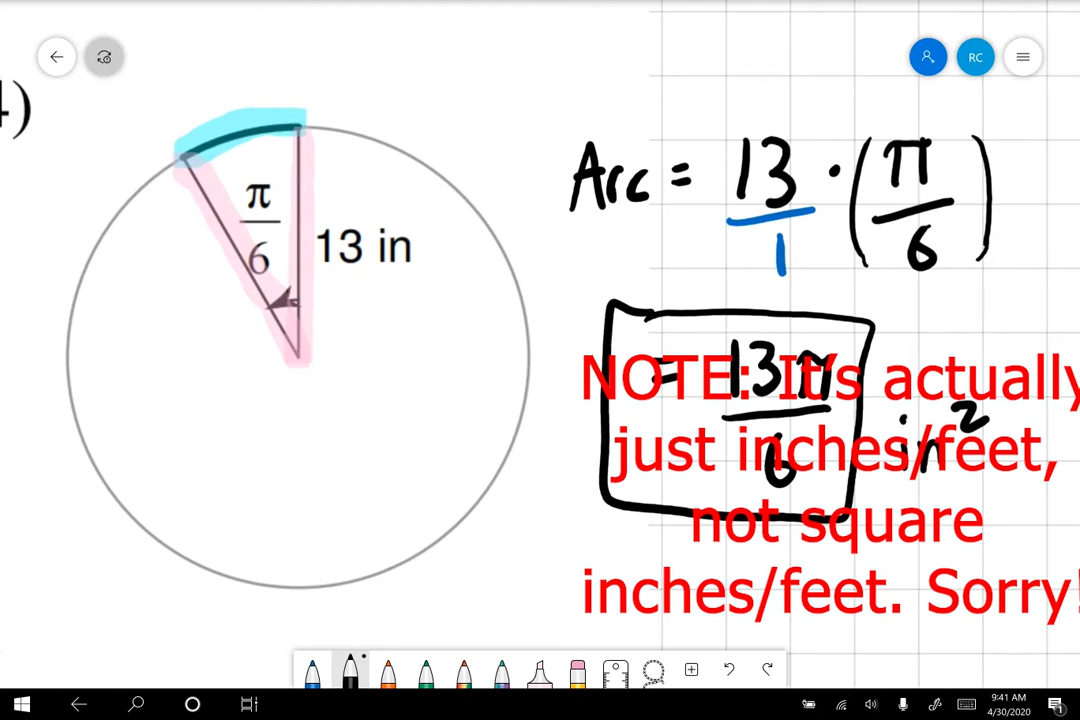 RC
4)
π
6
13 in
Arc = 13/1 · (π/6)
= 13π/6 in²
NOTE: It's actually
just inches/feet,
not square
inches/feet. Sorry!
9:41 AM
4/30/2020